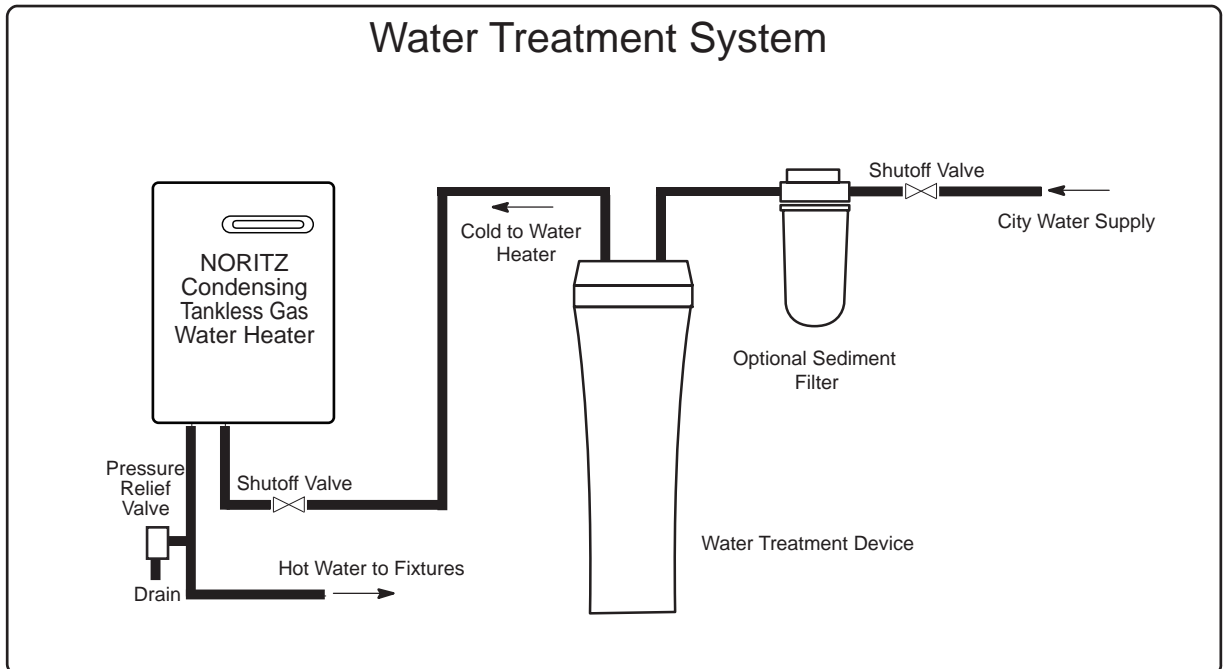 Water Treatment System
Shutoff Valve
City Water Supply
Cold to Water
Heater
NORITZ
Condensing
Tankless Gas
Water Heater
Optional Sediment
Filter
Pressure
Relief
Valve
Shutoff Valve
Water Treatment Device
Hot Water to Fixtures
Drain